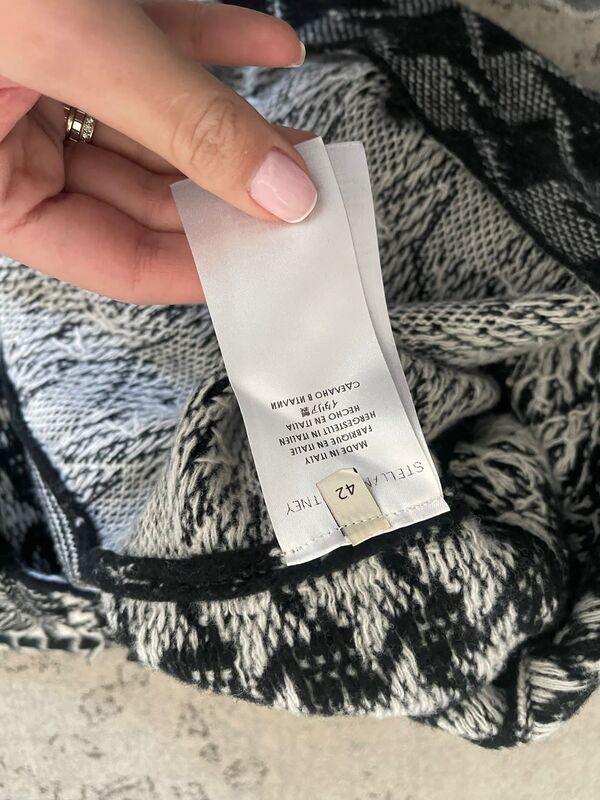 STELLA
TNEY
42
MADE IN ITALY
FABRIQUE EN ITALIE
HERGESTELLT IN ITALIEN
HECHO EN ITALIA
イタリア製
СДЕЛАНО В ИТАЛИИ